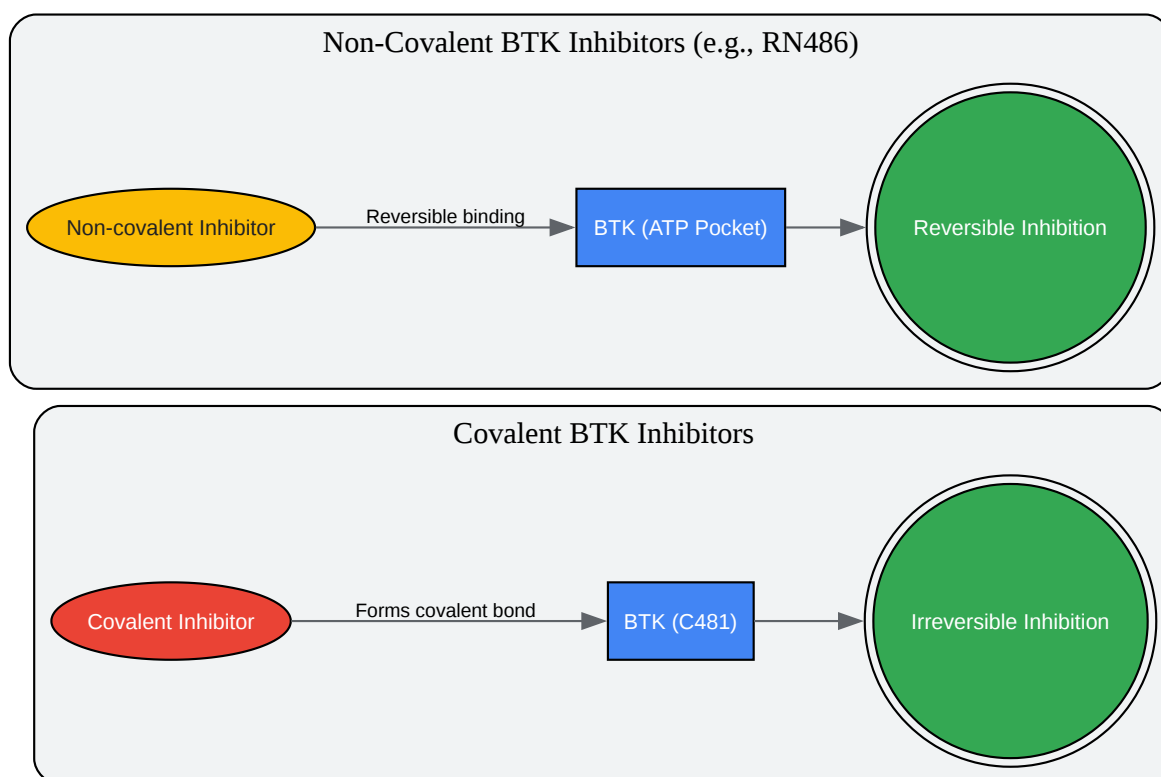 Non-Covalent BTK Inhibitors (e.g., RN486)
Non-covalent Inhibitor
Reversible binding
BTK (ATP Pocket)
Reversible Inhibition
Covalent BTK Inhibitors
Covalent Inhibitor
Forms covalent bond
BTK (C481)
Irreversible Inhibition